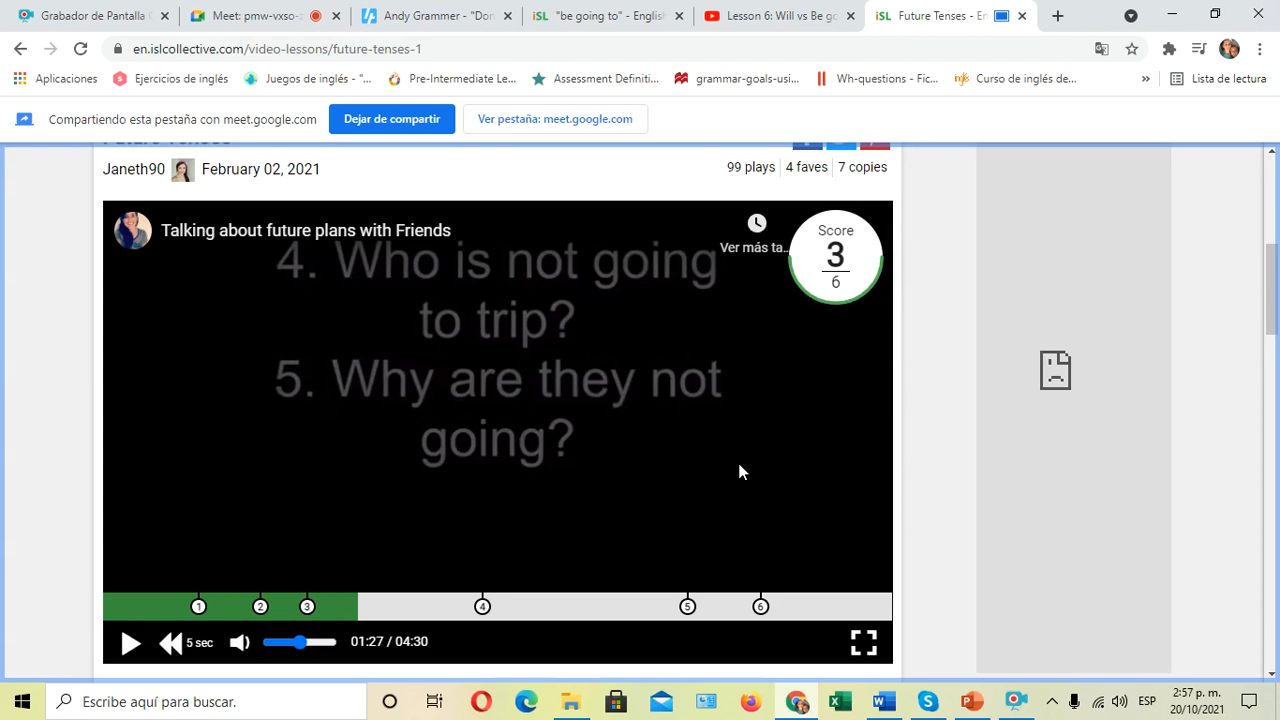 Grabador de Pantalla G
Meet: pmw-vxso-z
Andy Grammer - "Don
iSL "be going to" - English
Lesson 6: Will vs Be go
iSL Future Tenses - En
en.islcollective.com/video-lessons/future-tenses-1
Aplicaciones
Ejercicios de inglés
Juegos de inglés - "...
Pre-Intermediate Le...
Assessment Definiti...
grammar-goals-usi...
Wh-questions - Fic...
ingles Curso de inglés de...
»
Lista de lectura
Compartiendo esta pestaña con meet.google.com
Dejar de compartir
Ver pestaña: meet.google.com
Future Tenses
Janeth90
February 02, 2021
99 plays
4 faves
7 copies
Talking about future plans with Friends
Ver más ta...
Score
3
6
4. Who is not going
to trip?
5. Why are they not
going?
1 2 3 4 5 6
5 sec
01:27 / 04:30
Escribe aquí para buscar.
ESP
2:57 p. m.
20/10/2021